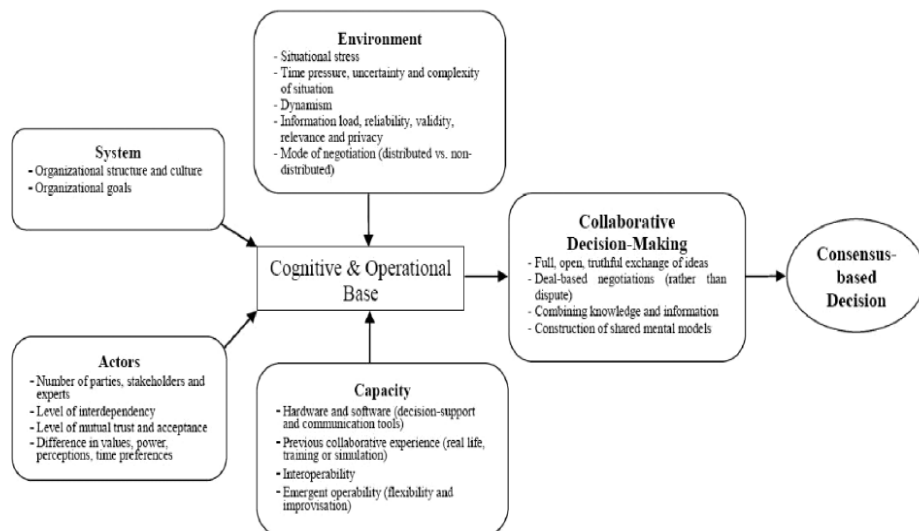 Environment
- Situational stress
- Time pressure, uncertainty and complexity
of situation
- Dynamism
- Information load, reliability, validity,
relevance and privacy
- Mode of negotiation (distributed vs. non-
distributed)
System
- Organizational structure and culture
- Organizational goals
Cognitive & Operational
Base
Collaborative
Decision-Making
- Full, open, truthful exchange of ideas
- Deal-based negotiations (rather than
dispute)
- Combining knowledge and information
- Construction of shared mental models
Consensus-
based
Decision
Actors
- Number of parties, stakeholders and
experts
- Level of interdependency
- Level of mutual trust and acceptance
- Difference in values, power,
perceptions, time preferences
Capacity
- Hardware and software (decision-support
and communication tools)
- Previous collaborative experience (real life,
training or simulation)
- Interoperability
- Emergent operability (flexibility and
improvisation)